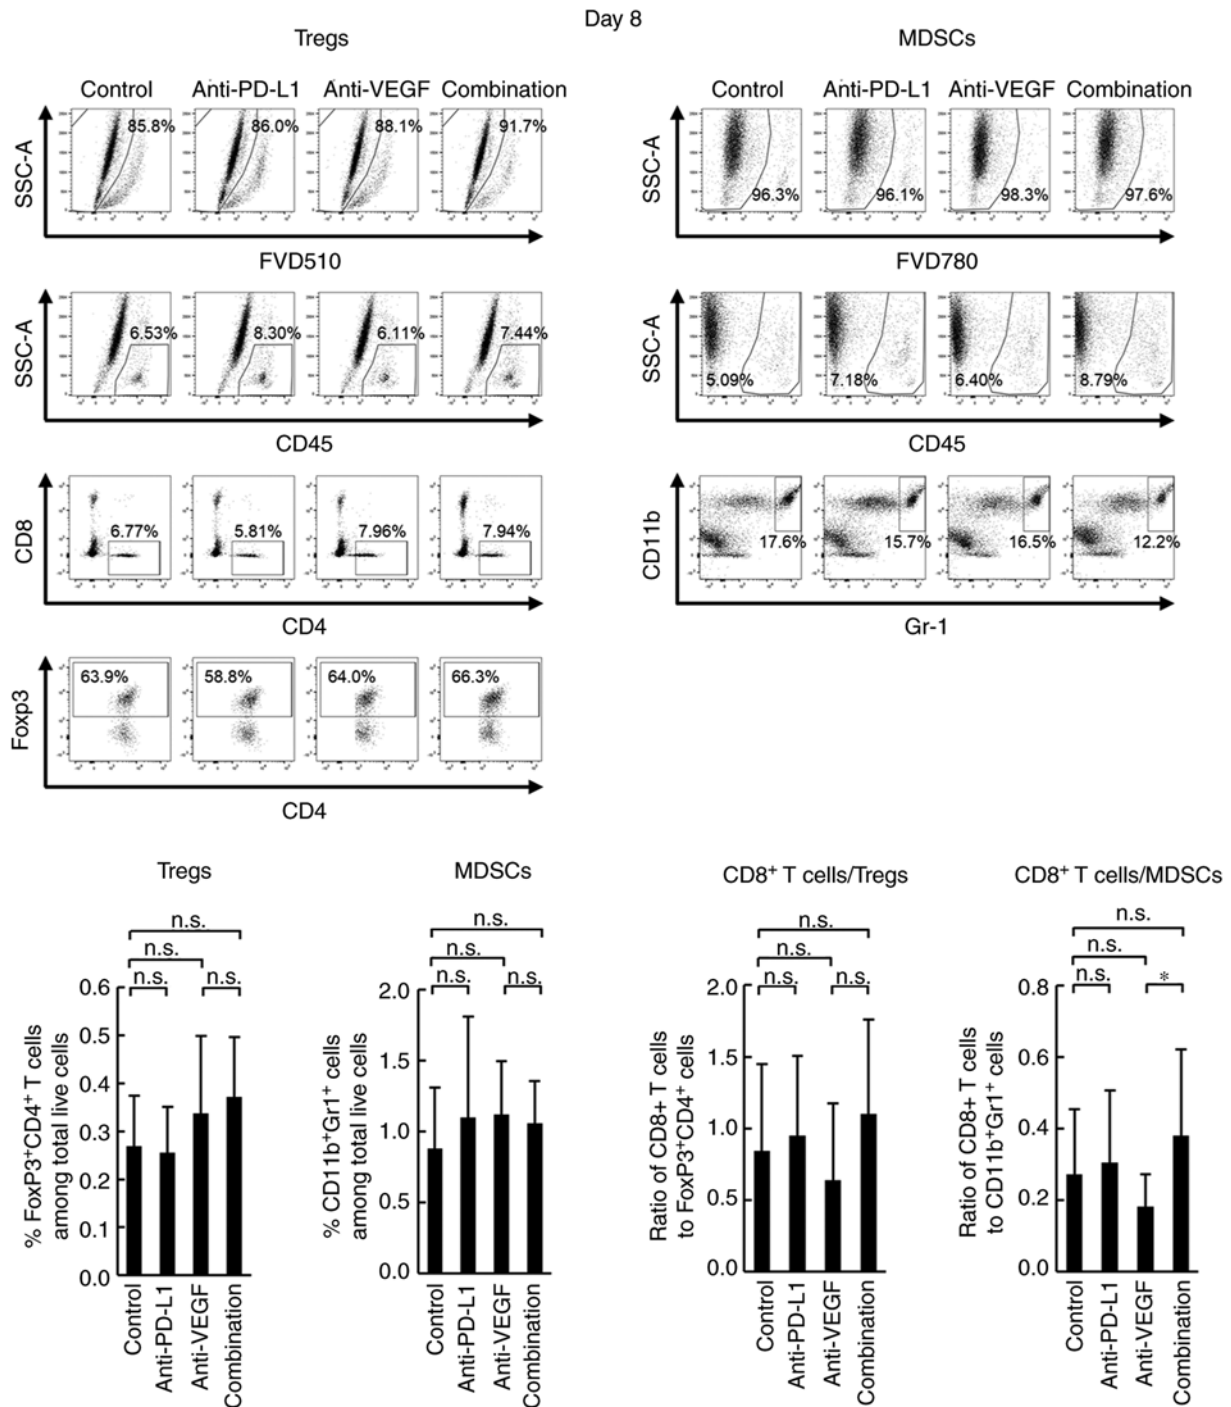 Day 8
Tregs
MDSCs
Control Anti-PD-L1 Anti-VEGF Combination
Control Anti-PD-L1 Anti-VEGF Combination
SSC-A
85.8% 86.0% 88.1% 91.7%
FVD510
SSC-A
96.3% 96.1% 98.3% 97.6%
FVD780
SSC-A
6.53% 8.30% 6.11% 7.44%
CD45
SSC-A
5.09% 7.18% 6.40% 8.79%
CD45
CD8
6.77% 5.81% 7.96% 7.94%
CD4
CD11b
17.6% 15.7% 16.5% 12.2%
Gr-1
Foxp3
63.9% 58.8% 64.0% 66.3%
CD4
Tregs
n.s.
n.s.
n.s. n.s.
% FoxP3⁺CD4⁺ T cells
among total live cells
0.6
0.5
0.4
0.3
0.2
0.1
0.0
Control
Anti-PD-L1
Anti-VEGF
Combination
MDSCs
n.s.
n.s.
n.s. n.s.
% CD11b⁺Gr1⁺ cells
among total live cells
2.0
1.5
1.0
0.5
0.0
Control
Anti-PD-L1
Anti-VEGF
Combination
CD8⁺ T cells/Tregs
n.s.
n.s.
n.s. n.s.
Ratio of CD8+ T cells
to FoxP3⁺CD4⁺ cells
2.0
1.5
1.0
0.5
0.0
Control
Anti-PD-L1
Anti-VEGF
Combination
CD8⁺ T cells/MDSCs
n.s.
n.s.
n.s. *
Ratio of CD8+ T cells
to CD11b⁺Gr1⁺ cells
0.8
0.6
0.4
0.2
0.0
Control
Anti-PD-L1
Anti-VEGF
Combination